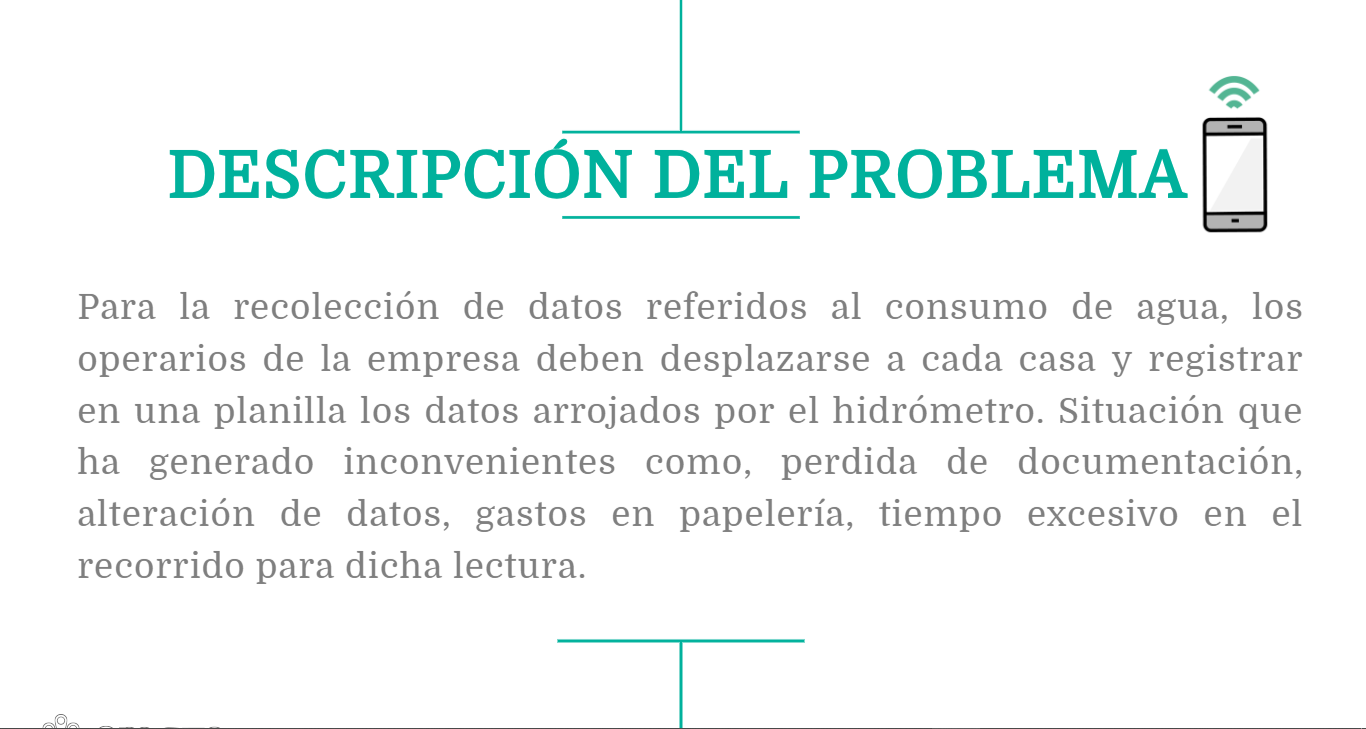 DESCRIPCIÓN DEL PROBLEMA
Para la recolección de datos referidos al consumo de agua, los
operarios de la empresa deben desplazarse a cada casa y registrar
en una planilla los datos arrojados por el hidrómetro. Situación que
ha generado inconvenientes como, perdida de documentación,
alteración de datos, gastos en papelería, tiempo excesivo en el
recorrido para dicha lectura.